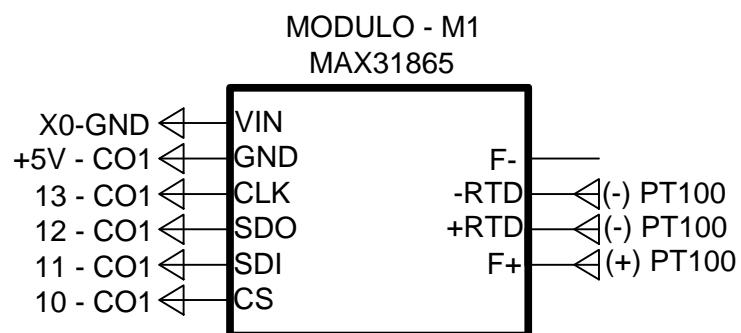 MODULO - M1
MAX31865
X0-GND VIN
+5V - CO1 GND F-
13 - CO1 CLK -RTD (-) PT100
12 - CO1 SDO +RTD (-) PT100
11 - CO1 SDI F+ (+) PT100
10 - CO1 CS